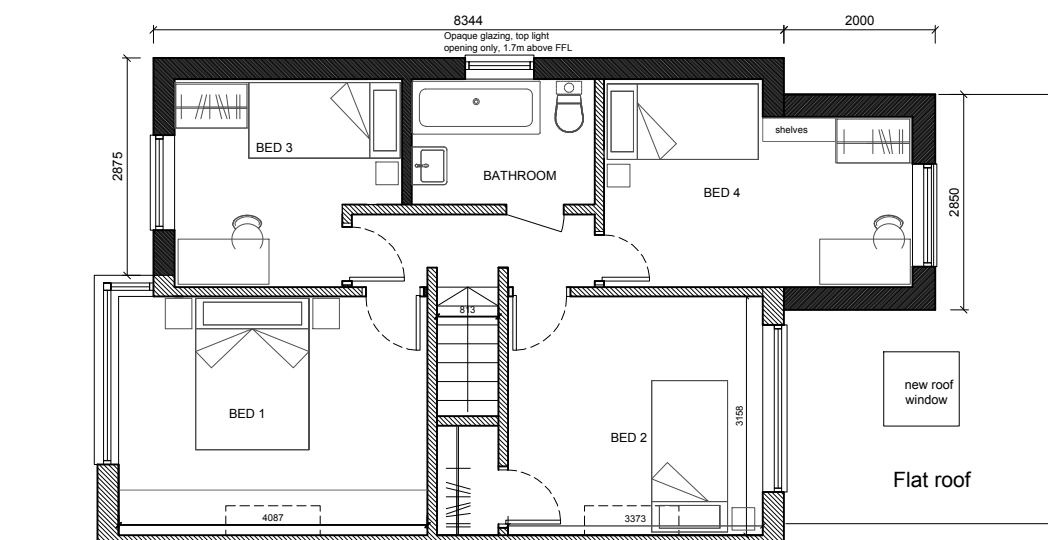 8344
2000
Opaque glazing, top light
opening only, 1.7m above FFL
shelves
BED 3
2875
BATHROOM
BED 4
2850
813
new roof
window
BED 1
BED 2
3158
Flat roof
4087
3373